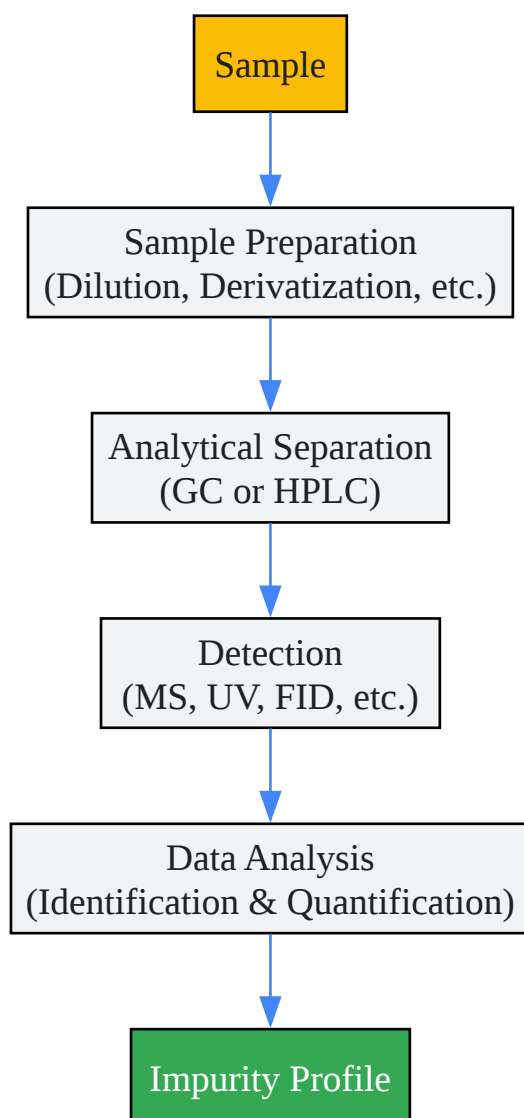 Sample
Sample Preparation
(Dilution, Derivatization, etc.)
Analytical Separation
(GC or HPLC)
Detection
(MS, UV, FID, etc.)
Data Analysis
(Identification & Quantification)
Impurity Profile